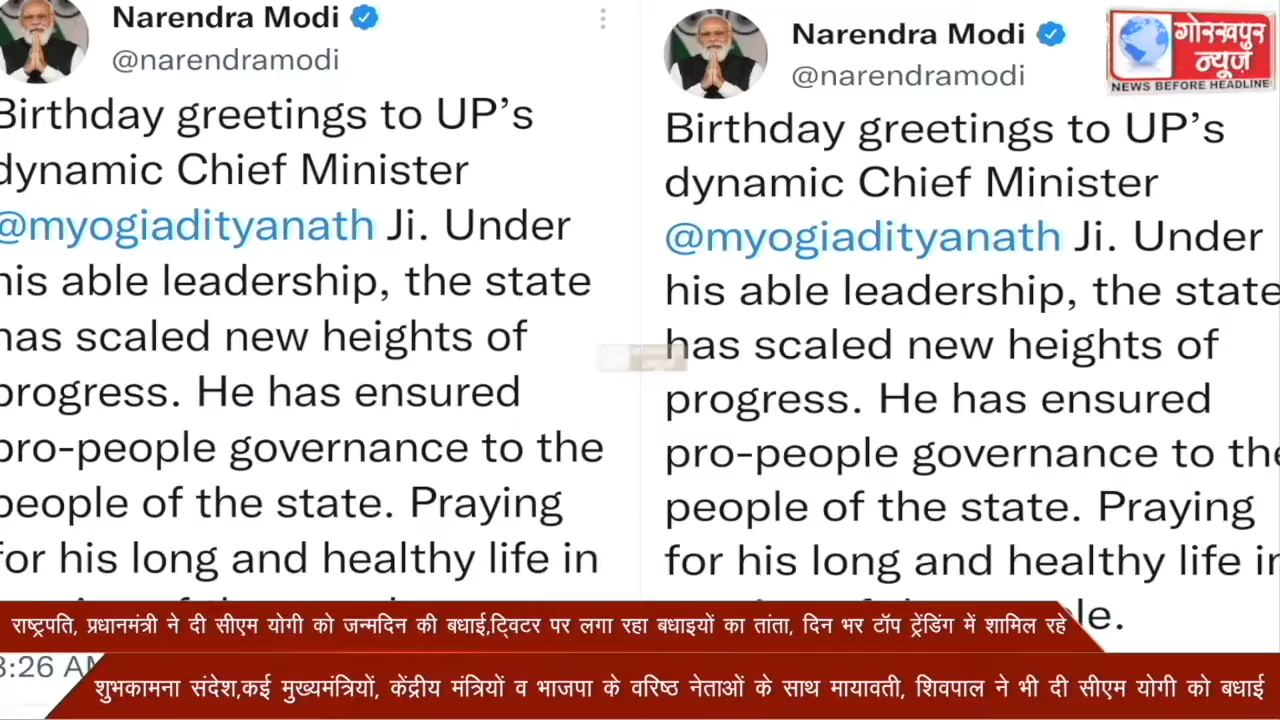 Narendra Modi
@narendramodi
Birthday greetings to UP's
dynamic Chief Minister
@myogiadityanath Ji. Under
his able leadership, the state
has scaled new heights of
progress. He has ensured
pro-people governance to the
people of the state. Praying
for his long and healthy life in
Narendra Modi
@narendramodi
Birthday greetings to UP's
dynamic Chief Minister
@myogiadityanath Ji. Under
his able leadership, the state
has scaled new heights of
progress. He has ensured
pro-people governance to the
people of the state. Praying
for his long and healthy life in
गोरखपुर
न्यूज़
NEWS BEFORE HEADLINE
राष्ट्रपति, प्रधानमंत्री ने दी सीएम योगी को जन्मदिन की बधाई,ट्विटर पर लगा रहा बधाइयों का तांता, दिन भर टॉप ट्रेंडिंग में शामिल रहे
शुभकामना संदेश,कई मुख्यमंत्रियों, केंद्रीय मंत्रियों व भाजपा के वरिष्ठ नेताओं के साथ मायावती, शिवपाल ने भी दी सीएम योगी को बधाई